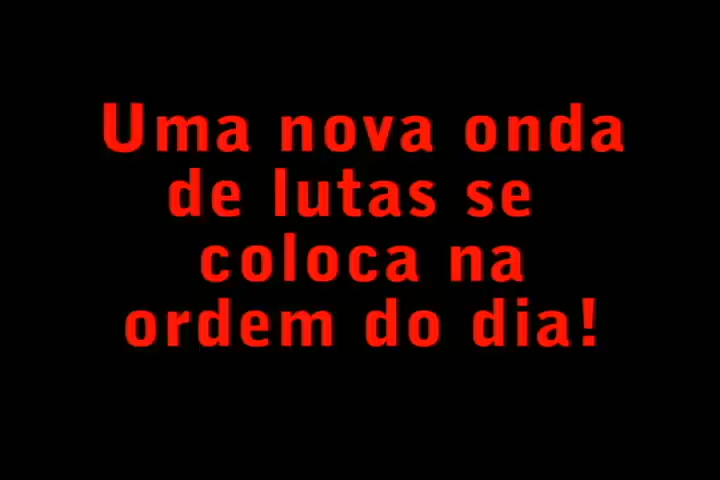 Uma nova onda
de lutas se
coloca na
ordem do dia!